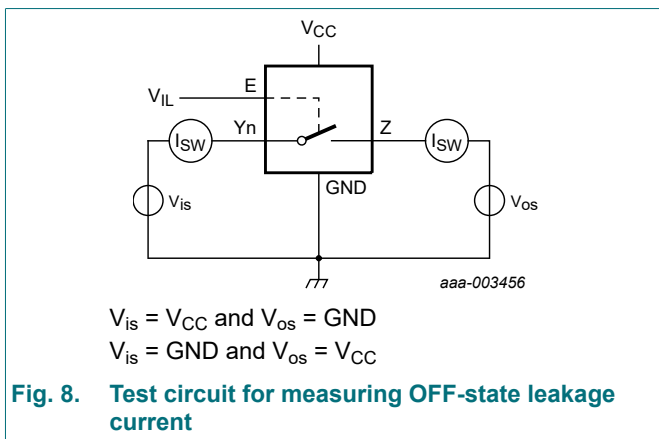 VCC
E
VIL
Yn
Z
ISW
ISW
GND
Vis
Vos
aaa-003456
Vis = VCC and Vos = GND
Vis = GND and Vos = VCC
Fig. 8. Test circuit for measuring OFF-state leakage
current